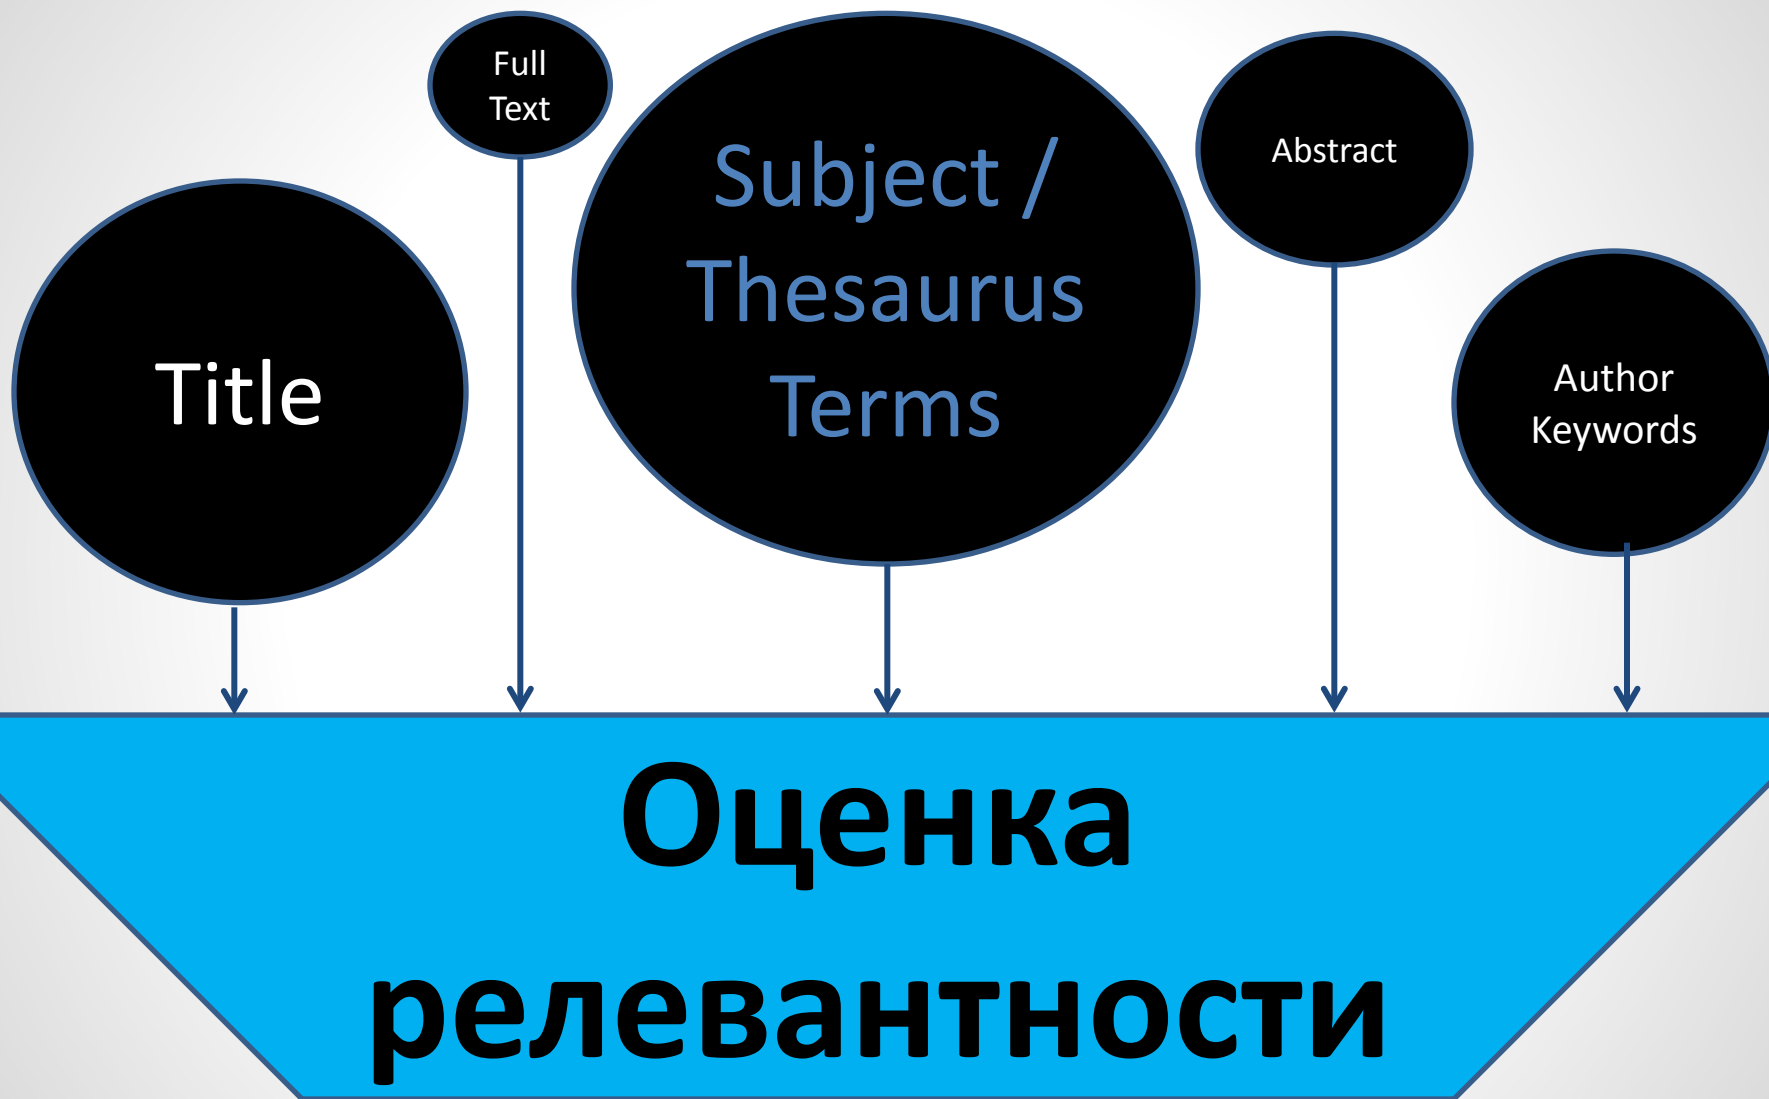 Title
Full
Text
Subject /
Thesaurus
Terms
Abstract
Author
Keywords
Оценка
релевантности